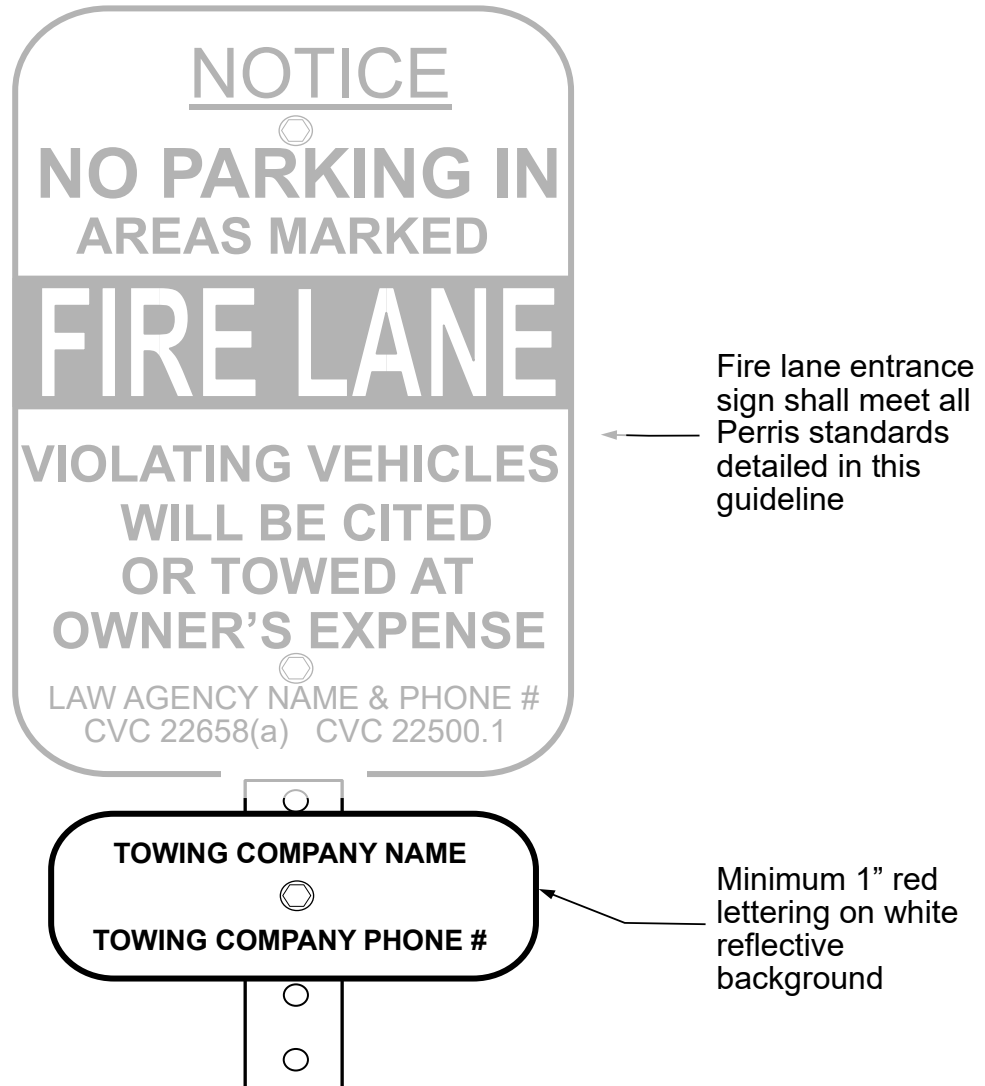 NOTICE
NO PARKING IN
AREAS MARKED
FIRE LANE
VIOLATING VEHICLES
WILL BE CITED
OR TOWED AT
OWNER’S EXPENSE
LAW AGENCY NAME & PHONE #
CVC 22658(a) CVC 22500.1
TOWING COMPANY NAME
TOWING COMPANY PHONE #
Fire lane entrance
sign shall meet all
Perris standards
detailed in this
guideline
Minimum 1” red
lettering on white
reflective
background